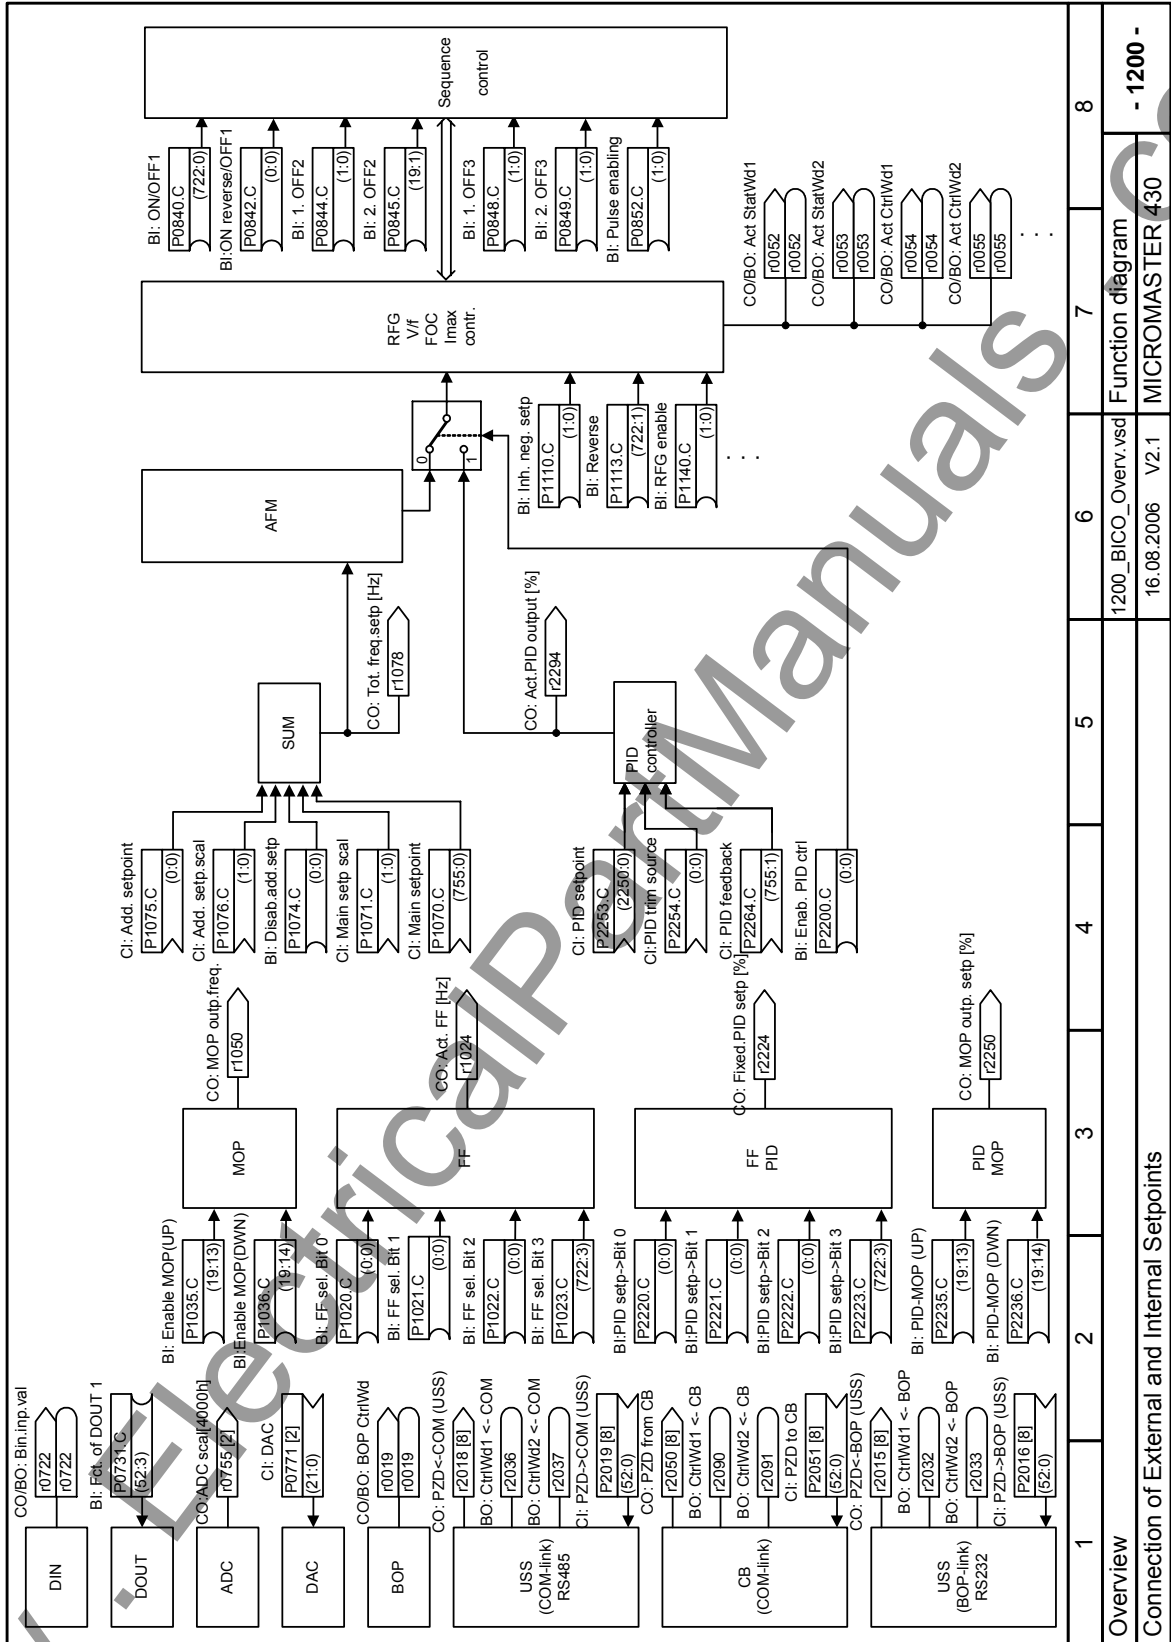 DIN
CO/BO: Bin.inp.val
r0722
r0722
DOUT
BI: Fct. of DOUT 1
P0731.C
(52:3)
ADC
CO:ADC scal[4000h]
r0755 [2]
DAC
CI: DAC
P0771 [2]
(21:0)
BOP
CO/BO: BOP CtrlWd
r0019
r0019
USS
(COM-link)
RS485
CO: PZD<-COM (USS)
r2018 [8]
BO: CtrlWd1 <- COM
r2036
BO: CtrlWd2 <- COM
r2037
CI: PZD->COM (USS)
P2019 [8]
(52:0)
CB
(COM-link)
CO: PZD from CB
r2050 [8]
BO: CtrlWd1 <- CB
r2090
BO: CtrlWd2 <- CB
r2091
CI: PZD to CB
P2051 [8]
(52:0)
USS
(BOP-link)
RS232
CO: PZD<-BOP (USS)
r2015 [8]
BO: CtrlWd1 <- BOP
r2032
BO: CtrlWd2 <- BOP
r2033
CI: PZD->BOP (USS)
P2016 [8]
(52:0)
BI: Enable MOP(UP)
P1035.C
(19:13)
BI:Enable MOP(DWN)
P1036.C
(19:14)
MOP
CO: MOP outp.freq.
r1050
BI: FF sel. Bit 0
P1020.C
(0:0)
BI: FF sel. Bit 1
P1021.C
(0:0)
BI: FF sel. Bit 2
P1022.C
(0:0)
BI: FF sel. Bit 3
P1023.C
(722:3)
FF
CO: Act. FF [Hz]
r1024
BI:PID setp->Bit 0
P2220.C
(0:0)
BI:PID setp->Bit 1
P2221.C
(0:0)
BI:PID setp->Bit 2
P2222.C
(0:0)
BI:PID setp->Bit 3
P2223.C
(722:3)
FF
PID
CO: Fixed.PID setp [%]
r2224
BI: PID-MOP (UP)
P2235.C
(19:13)
BI: PID-MOP (DWN)
P2236.C
(19:14)
PID
MOP
CO: MOP outp. setp [%]
r2250
CI: Add. setpoint
P1075.C
(0:0)
CI: Add. setp.scal
P1076.C
(1:0)
BI: Disab.add.setp
P1074.C
(0:0)
CI: Main setp scal
P1071.C
(1:0)
CI: Main setpoint
P1070.C
(755:0)
SUM
CO: Tot. freq.setp [Hz]
r1078
CI: PID setpoint
P2253.C
(2250:0)
CI:PID trim source
P2254.C
(0:0)
CI: PID feedback
P2264.C
(755:1)
BI: Enab. PID ctrl
P2200.C
(0:0)
PID
controller
CO: Act.PID output [%]
r2294
AFM
0
1
BI: Inh. neg. setp
P1110.C
(1:0)
BI: Reverse
P1113.C
(722:1)
BI: RFG enable
P1140.C
(1:0)
. . .
RFG
V/f
FOC
Imax
contr.
BI: ON/OFF1
P0840.C
(722:0)
BI:ON reverse/OFF1
P0842.C
(0:0)
BI: 1. OFF2
P0844.C
(1:0)
BI: 2. OFF2
P0845.C
(19:1)
BI: 1. OFF3
P0848.C
(1:0)
BI: 2. OFF3
P0849.C
(1:0)
BI: Pulse enabling
P0852.C
(1:0)
Sequence
control
CO/BO: Act StatWd1
r0052
r0052
CO/BO: Act StatWd2
r0053
r0053
CO/BO: Act CtrlWd1
r0054
r0054
CO/BO: Act CtrlWd2
r0055
r0055
. . .
1 2 3 4 5 6 7 8
Overview
1200_BICO_Overv.vsd
Function diagram
- 1200 -
Connection of External and Internal Setpoints
16.08.2006 V2.1
MICROMASTER 430
. ElectricalPartManuals . c